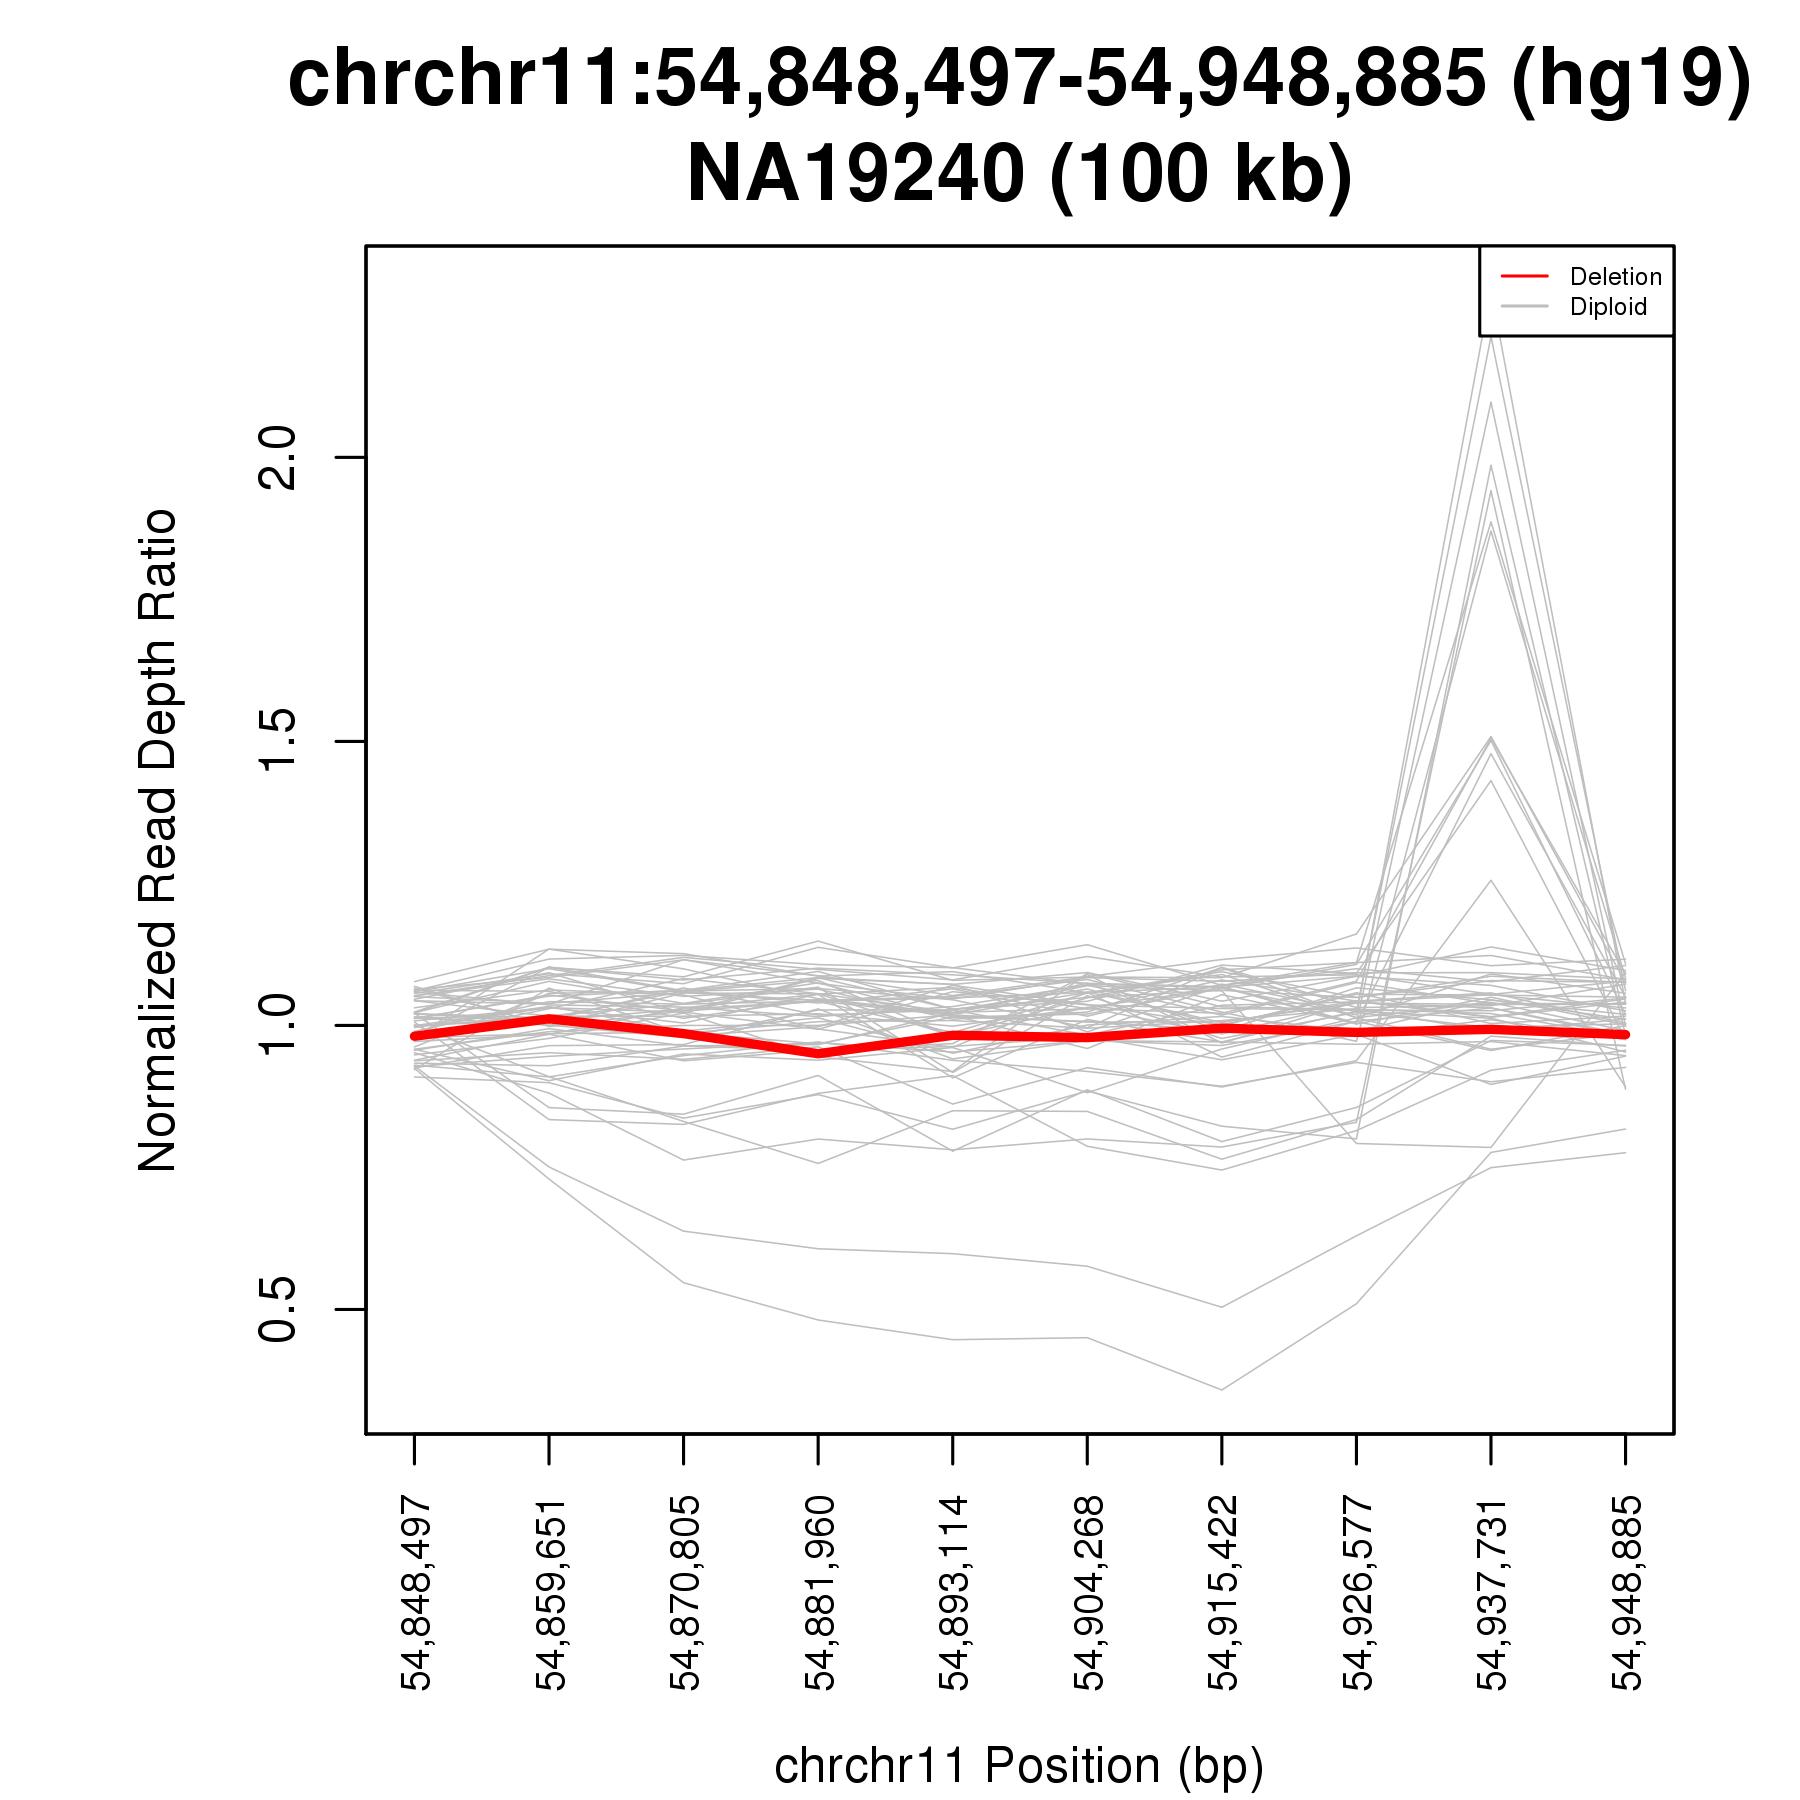 chrchr11:54,848,497-54,948,885 (hg19)
NA19240 (100 kb)
Deletion
Diploid
Normalized Read Depth Ratio
2.0
1.5
1.0
0.5
54,848,497
54,859,651
54,870,805
54,881,960
54,893,114
54,904,268
54,915,422
54,926,577
54,937,731
54,948,885
chrchr11 Position (bp)